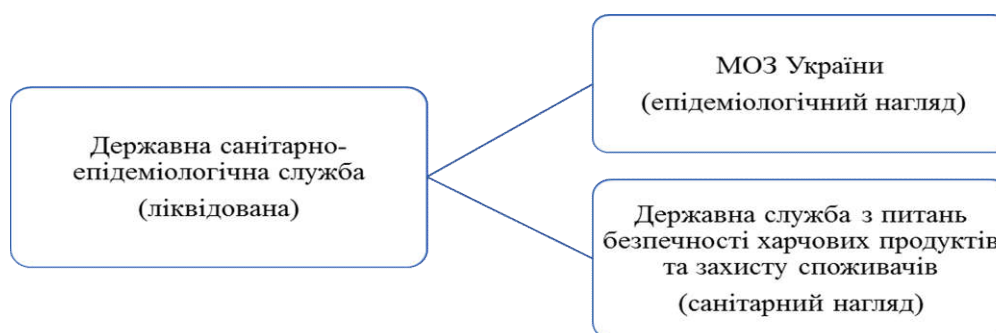 Державна санітарно-
епідеміологічна служба
(ліквідована)
МОЗ України
(епідеміологічний нагляд)
Державна служба з питань
безпечності харчових продуктів
та захисту споживачів
(санітарний нагляд)